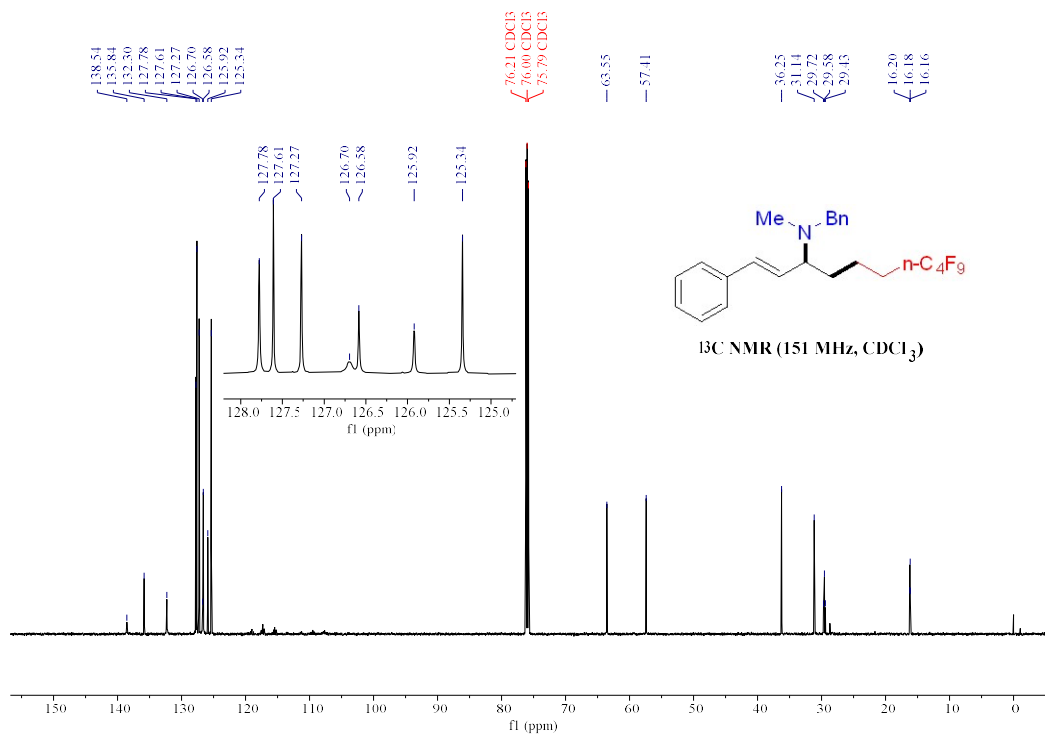 138.54
135.84
132.30
127.78
127.61
127.27
126.70
126.58
125.92
125.34
76.21 CDCl3
76.00 CDCl3
75.79 CDCl3
63.55
57.41
36.25
31.14
29.72
29.58
29.43
16.20
16.18
16.16
127.78
127.61
127.27
126.70
126.58
125.92
125.34
128.0 127.5 127.0 126.5 126.0 125.5 125.0
f1 (ppm)
Me N Bn
n-C₄F₉
¹³C NMR (151 MHz, CDCl₃)
150 140 130 120 110 100 90 80 70 60 50 40 30 20 10 0
f1 (ppm)